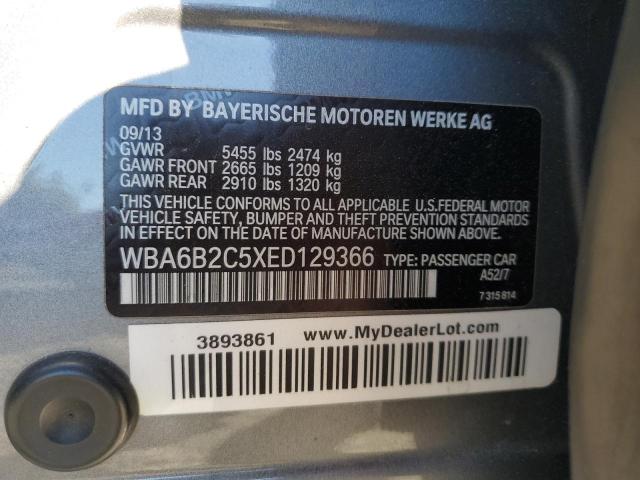 MFD BY BAYERISCHE MOTOREN WERKE AG
09/13
GVWR 5455 lbs 2474 kg
GAWR FRONT 2665 lbs 1209 kg
GAWR REAR 2910 lbs 1320 kg
THIS VEHICLE CONFORMS TO ALL APPLICABLE U.S.FEDERAL MOTOR
VEHICLE SAFETY, BUMPER AND THEFT PREVENTION STANDARDS
IN EFFECT ON THE DATE OF MANUFACTURE SHOWN ABOVE.
WBA6B2C5XED129366 TYPE: PASSENGER CAR
A52/7
7315814
3893861 www.MyDealerLot.com